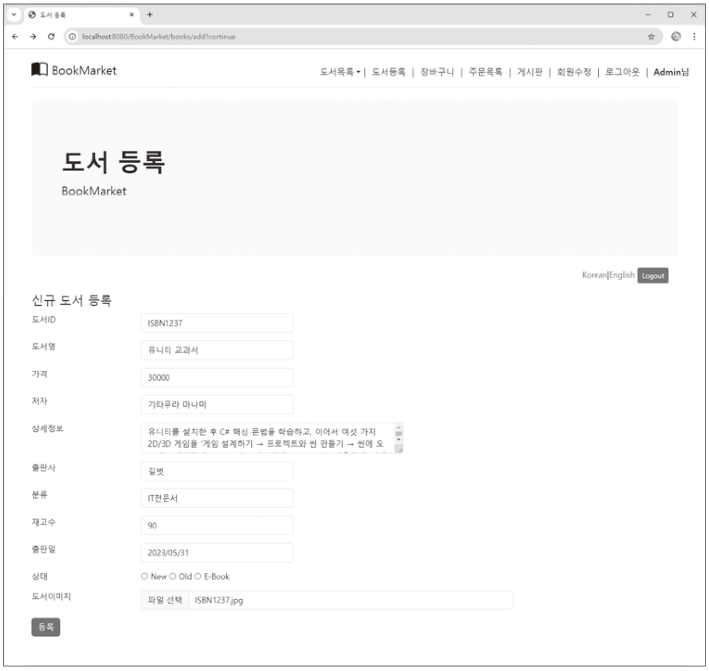 도서 등록
localhost:8080/BookMarket/books/add?continue
BookMarket
도서목록 | 도서등록 | 장바구니 | 주문목록 | 게시판 | 회원수정 | 로그아웃 | Admin님
도서 등록
BookMarket
Korean|English Logout
신규 도서 등록
도서ID ISBN1237
도서명 유니티 교과서
가격 30000
저자 기타무라 마나미
상세정보 유니티를 설치한 후 C# 핵심 문법을 학습하고, 이어서 여섯 가지
2D/3D 게임을 '게임 설계하기 → 프로젝트와 씬 만들기 → 씬에 오
출판사 길벗
분류 IT전문서
재고수 90
출판일 2023/05/31
상태 New Old E-Book
도서이미지 파일 선택 ISBN1237.jpg
등록